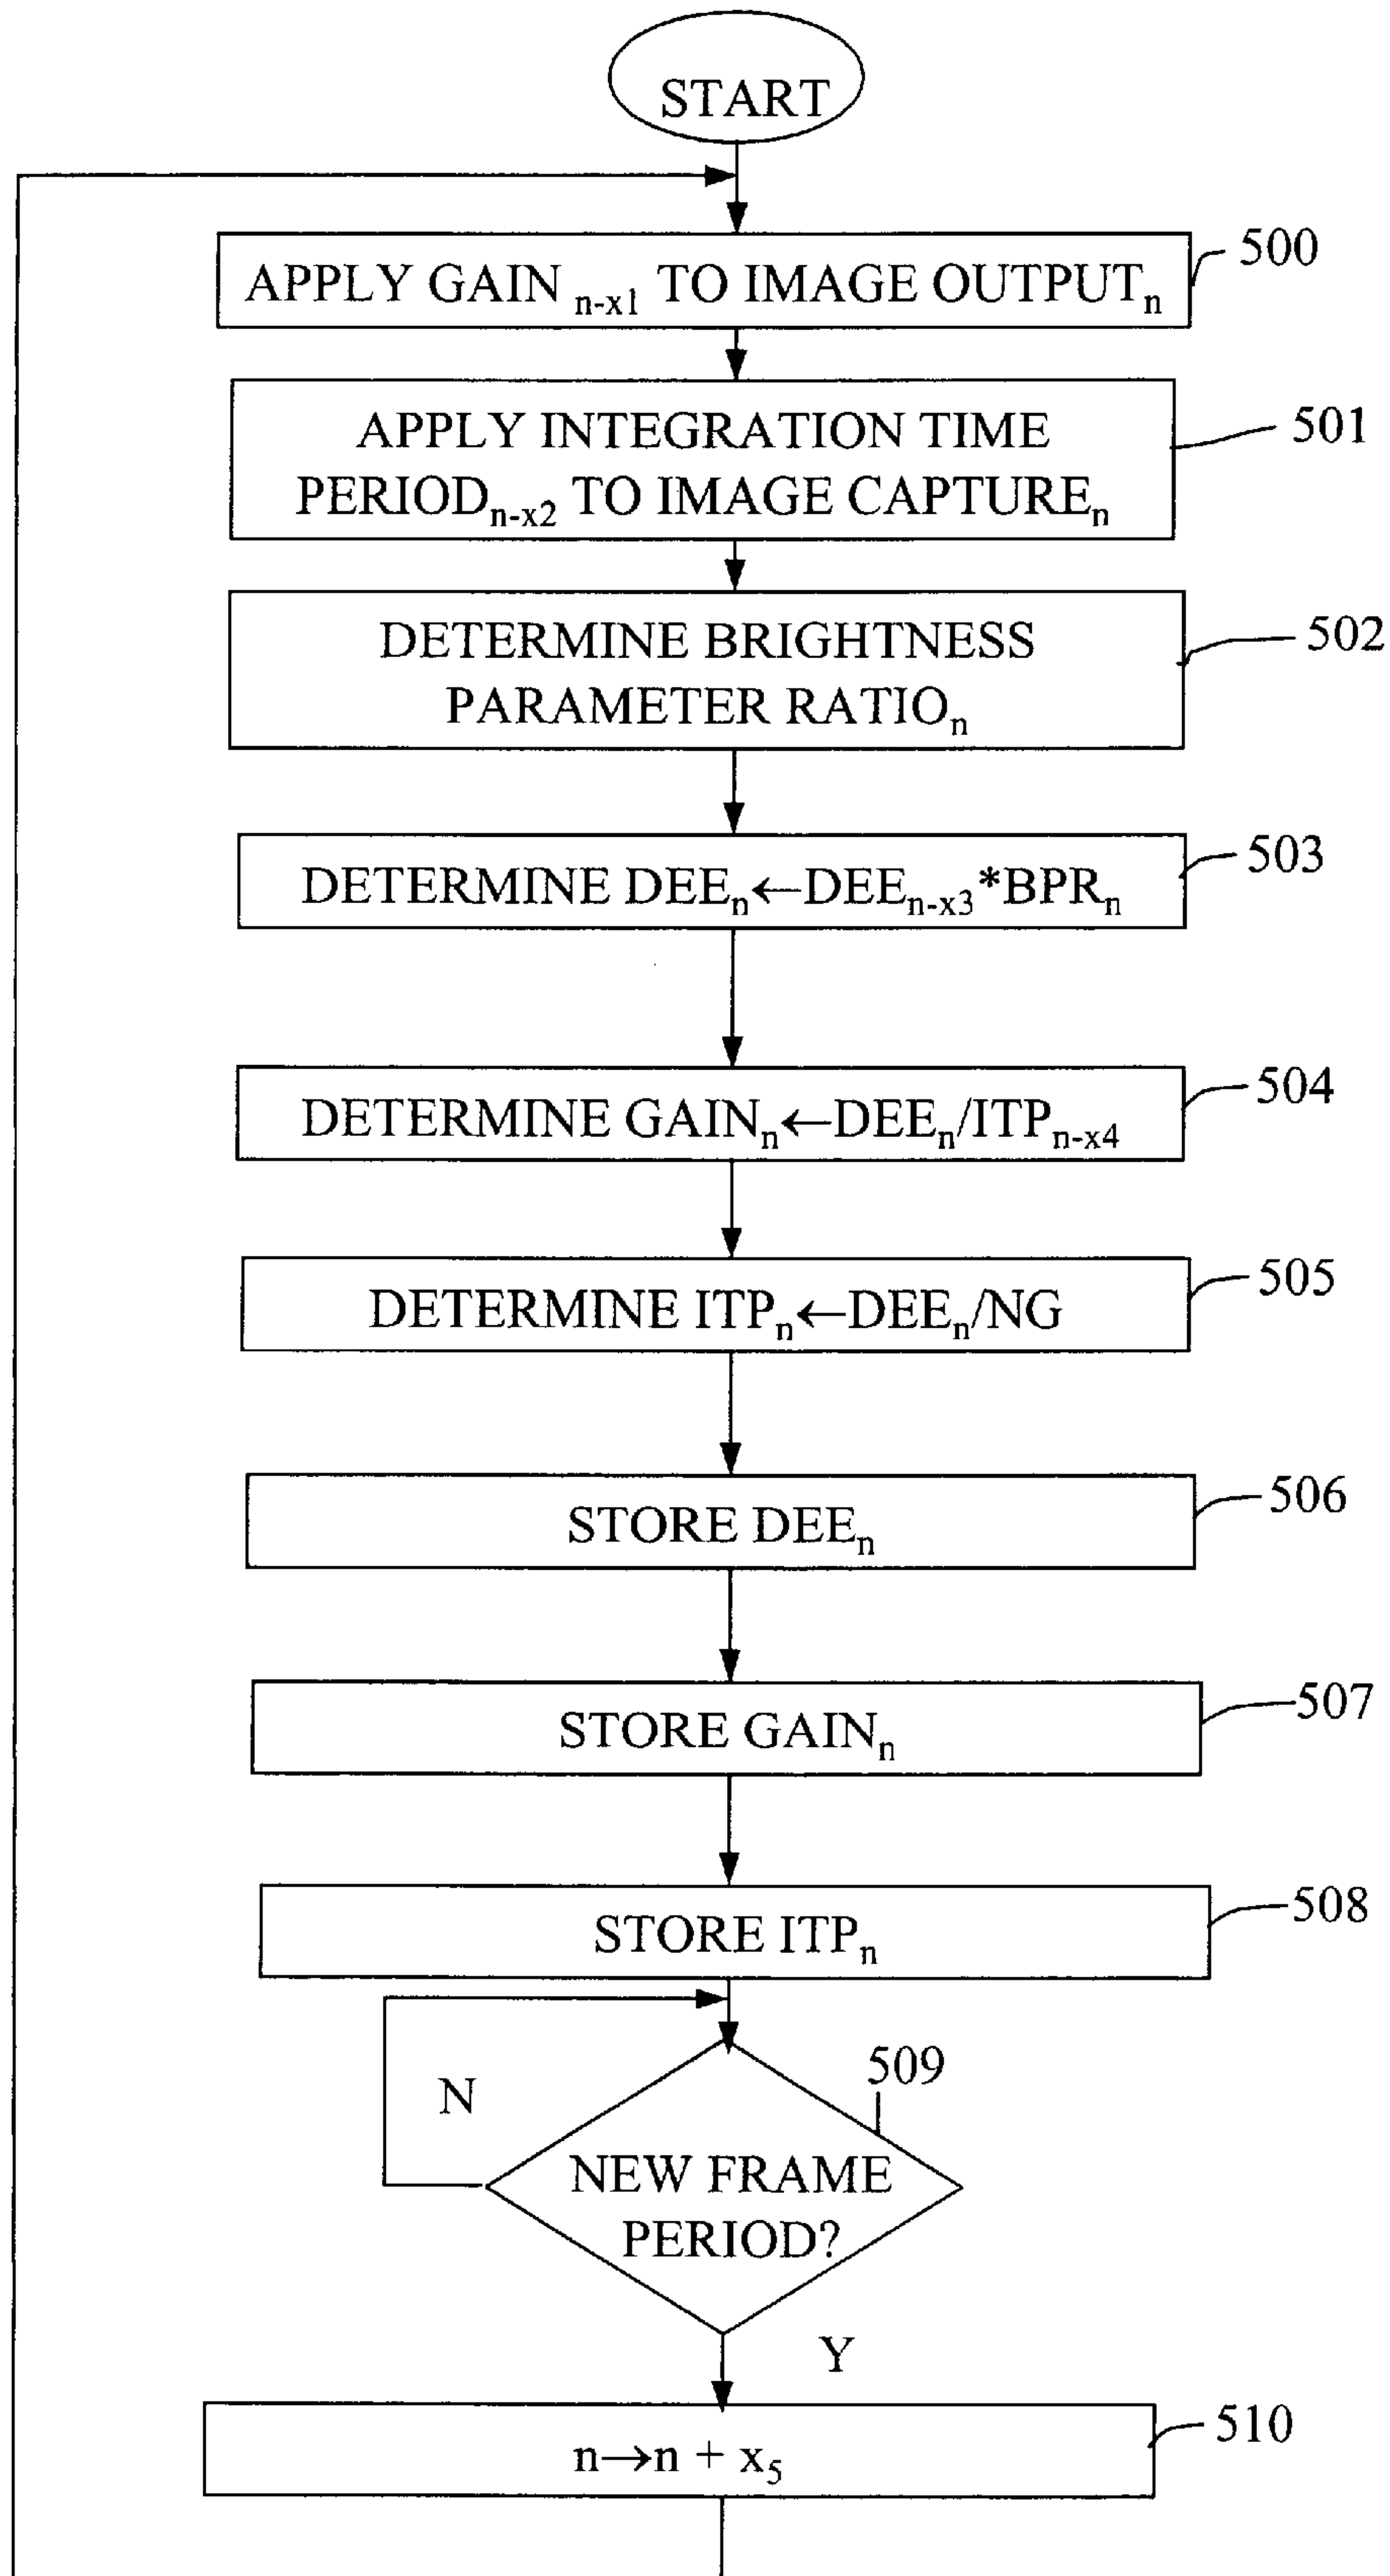 START
APPLY GAIN n-x1 TO IMAGE OUTPUTn
500
APPLY INTEGRATION TIME
PERIODn-x2 TO IMAGE CAPTUREn
501
DETERMINE BRIGHTNESS
PARAMETER RATIOn
502
DETERMINE DEEn←DEEn-x3*BPRn
503
DETERMINE GAINn←DEEn/ITPn-x4
504
DETERMINE ITPn←DEEn/NG
505
STORE DEEn
506
STORE GAINn
507
STORE ITPn
508
N
509
NEW FRAME
PERIOD?
Y
n→n + x5
510